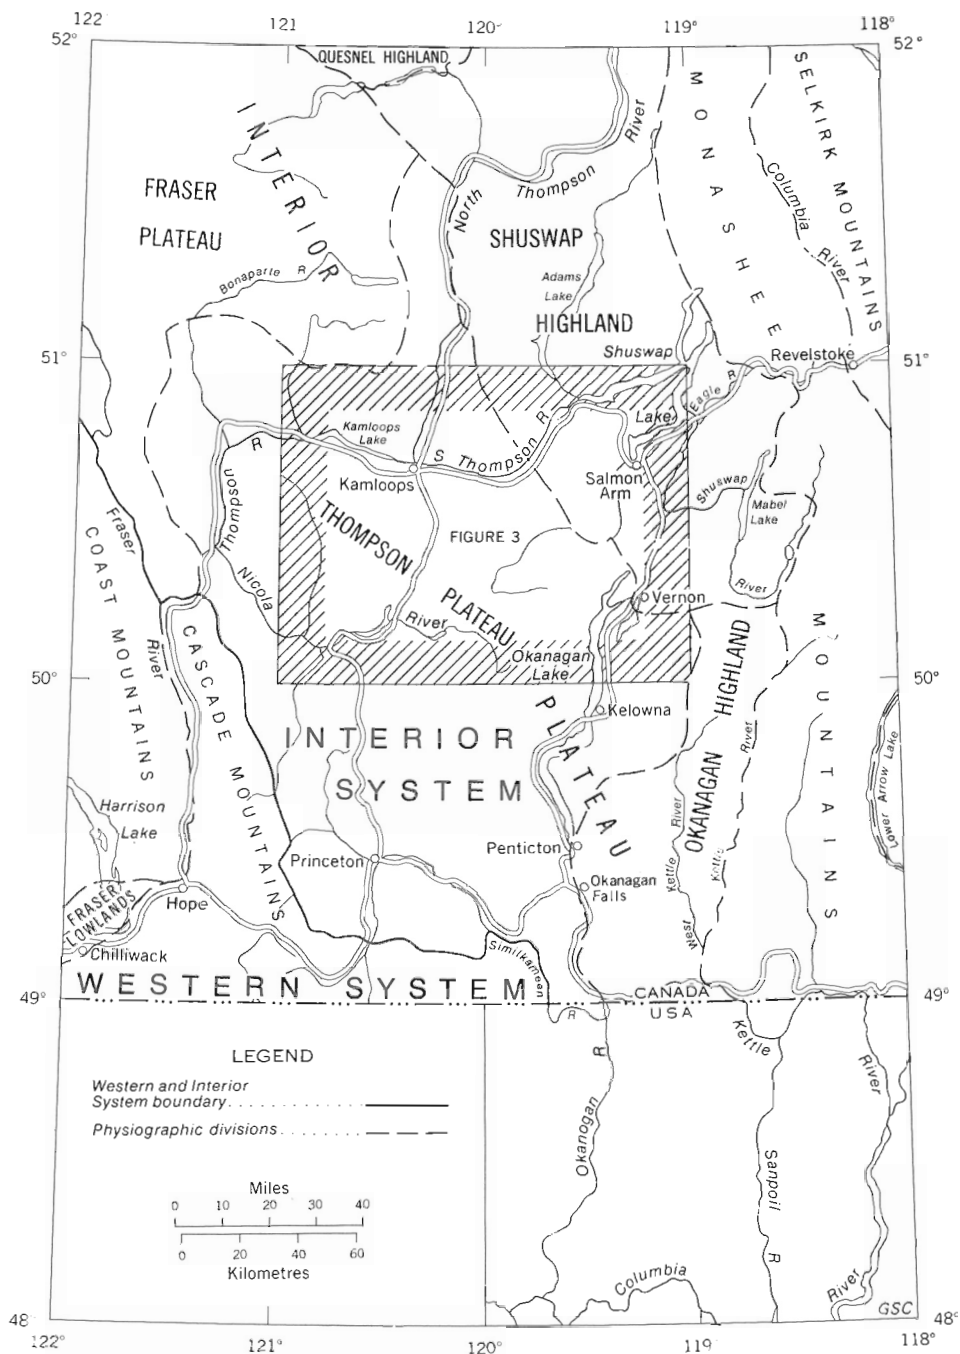 122
121
120
119°
118°
52°
52°
QUESNEL HIGHLAND
INTERIOR
PLATEAU
FRASER
PLATEAU
North
Thompson
River
SHUSWAP
HIGHLAND
MONASHEE
MOUNTAINS
SELKIRK MOUNTAINS
Columbia
River
Bonaparte R
Adams
Lake
51°
51°
Shuswap
Lake
Revelstoke
Eagle R
Kamloops
Lake
R
S Thompson R
Kamloops
Salmon
Arm
Shuswap
River
Mabel
Lake
Thompson
Fraser
River
COAST MOUNTAINS
Nicola
River
THOMPSON
PLATEAU
FIGURE 3
Vernon
Okanagan
Lake
50°
50°
CASCADE MOUNTAINS
Kelowna
OKANAGAN HIGHLAND
INTERIOR
SYSTEM
Harrison
Lake
Lower Arrow Lake
Princeton
Penticton
Okanagan
Falls
West Kettle River
Kettle River
FRASER
LOWLANDS
Hope
Chilliwack
Similkameen
R
WESTERN SYSTEM
49°
49°
CANADA
USA
Kettle
River
LEGEND
Western and Interior
System boundary
Physiographic divisions
Miles
0 10 20 30 40
0 20 40 60
Kilometres
Okanogan R
Sanpoil R
Columbia
River
GSC
48°
48°
122°
121°
120°
119
118°